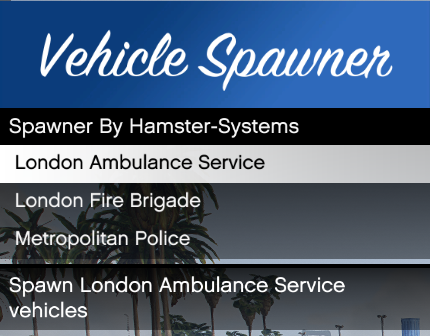 Vehicle Spawner
Spawner By Hamster-Systems
London Ambulance Service
London Fire Brigade
Metropolitan Police
Spawn London Ambulance Service
vehicles